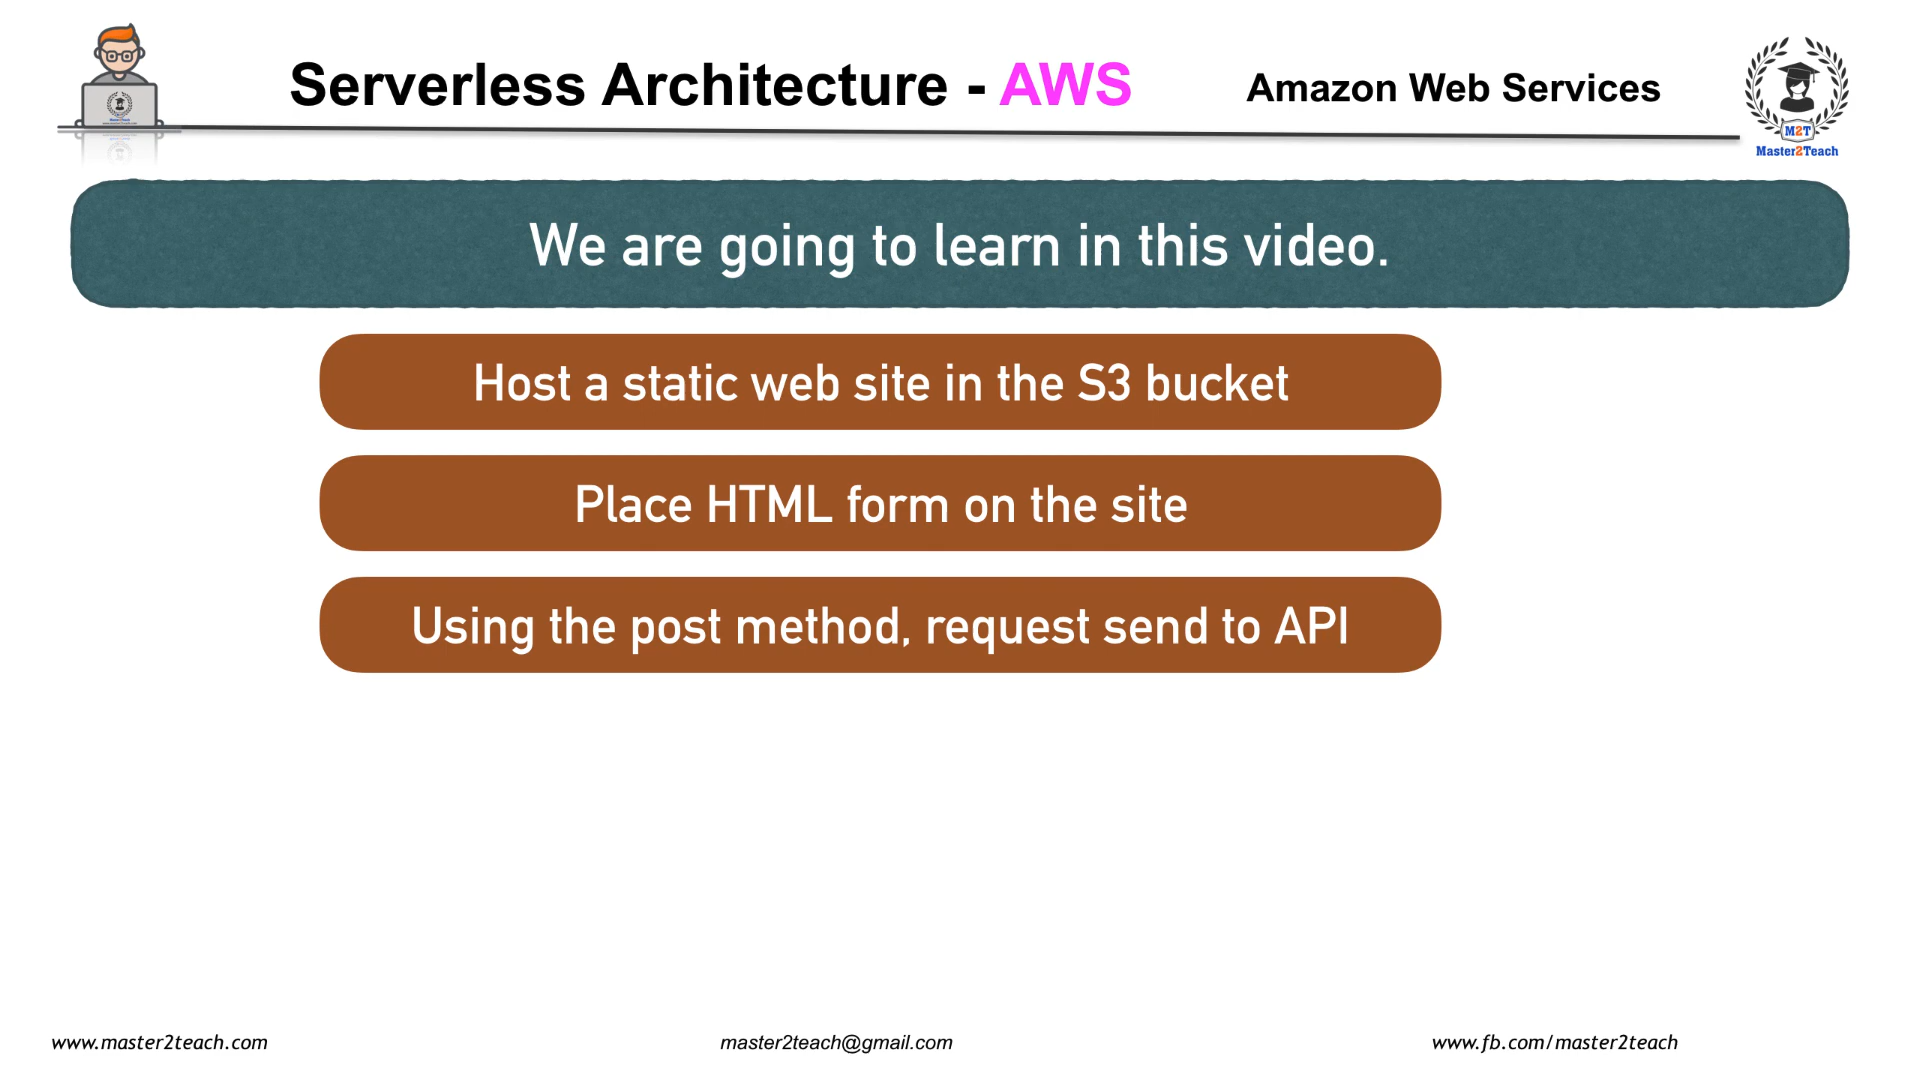 Serverless Architecture - AWS
Amazon Web Services
M2T
Master2Teach
We are going to learn in this video.
Host a static web site in the S3 bucket
Place HTML form on the site
Using the post method, request send to API
www.master2teach.com
master2teach@gmail.com
www.fb.com/master2teach